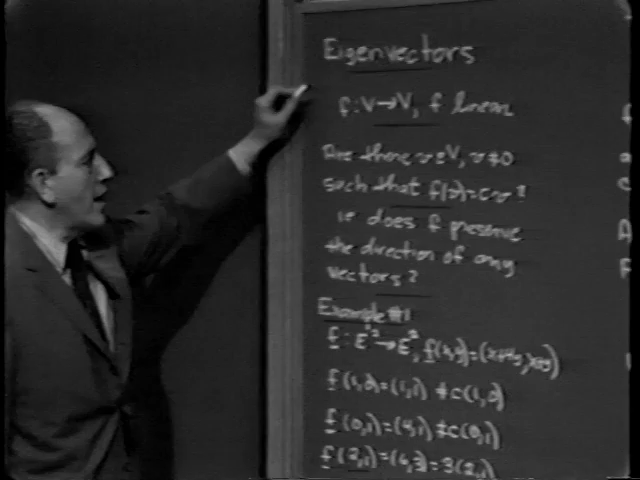 Eigenvectors
f: V→V, f linear
Are there v∈V, v≠0
such that f(v)=cv?
ie does f preserve
the direction of any
vectors?
Example #1
f: E²→E², f(x,y)=(x+4y,x+y)
f(1,0)=(1,1) ≠c(1,0)
f(0,1)=(4,1) ≠c(0,1)
f(2,1)=(6,3)=3(2,1)